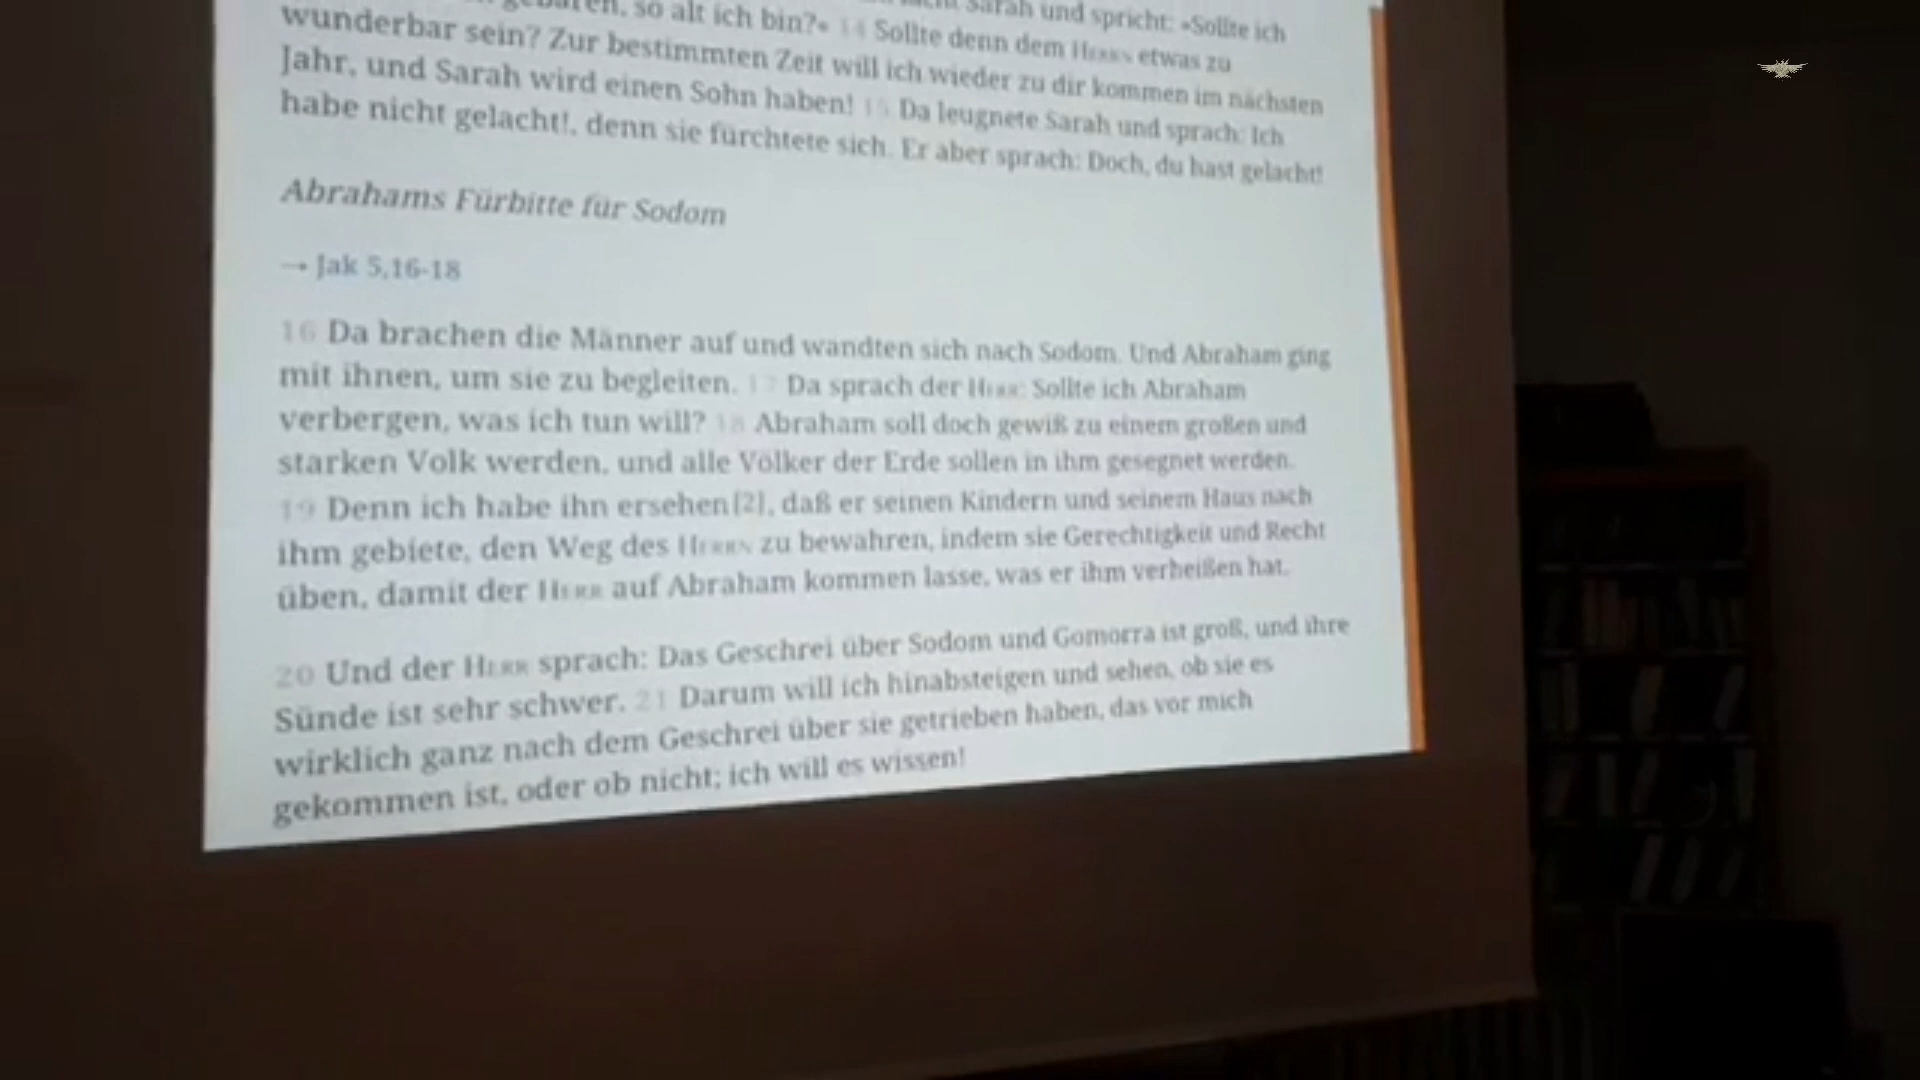 gebaren, so alt ich bin?« 14 Sarah und spricht: »Sollte ich
wunderbar sein? Zur bestimmten Zeit will ich wieder zu dir kommen im nächsten
Sollte denn dem HERRN etwas zu
Jahr, und Sarah wird einen Sohn haben! 15 Da leugnete Sarah und sprach: Ich
habe nicht gelacht!, denn sie fürchtete sich. Er aber sprach: Doch, du hast gelacht!
Abrahams Fürbitte für Sodom
→ Jak 5,16-18
16 Da brachen die Männer auf und wandten sich nach Sodom. Und Abraham ging
mit ihnen, um sie zu begleiten. 17 Da sprach der HERR: Sollte ich Abraham
verbergen, was ich tun will? 18 Abraham soll doch gewiß zu einem großen und
starken Volk werden, und alle Völker der Erde sollen in ihm gesegnet werden.
19 Denn ich habe ihn ersehen[2], daß er seinen Kindern und seinem Haus nach
ihm gebiete, den Weg des HERRN zu bewahren, indem sie Gerechtigkeit und Recht
üben, damit der HERR auf Abraham kommen lasse, was er ihm verheißen hat.
20 Und der HERR sprach: Das Geschrei über Sodom und Gomorra ist groß, und ihre
Sünde ist sehr schwer. 21 Darum will ich hinabsteigen und sehen, ob sie es
wirklich ganz nach dem Geschrei über sie getrieben haben, das vor mich
gekommen ist, oder ob nicht; ich will es wissen!